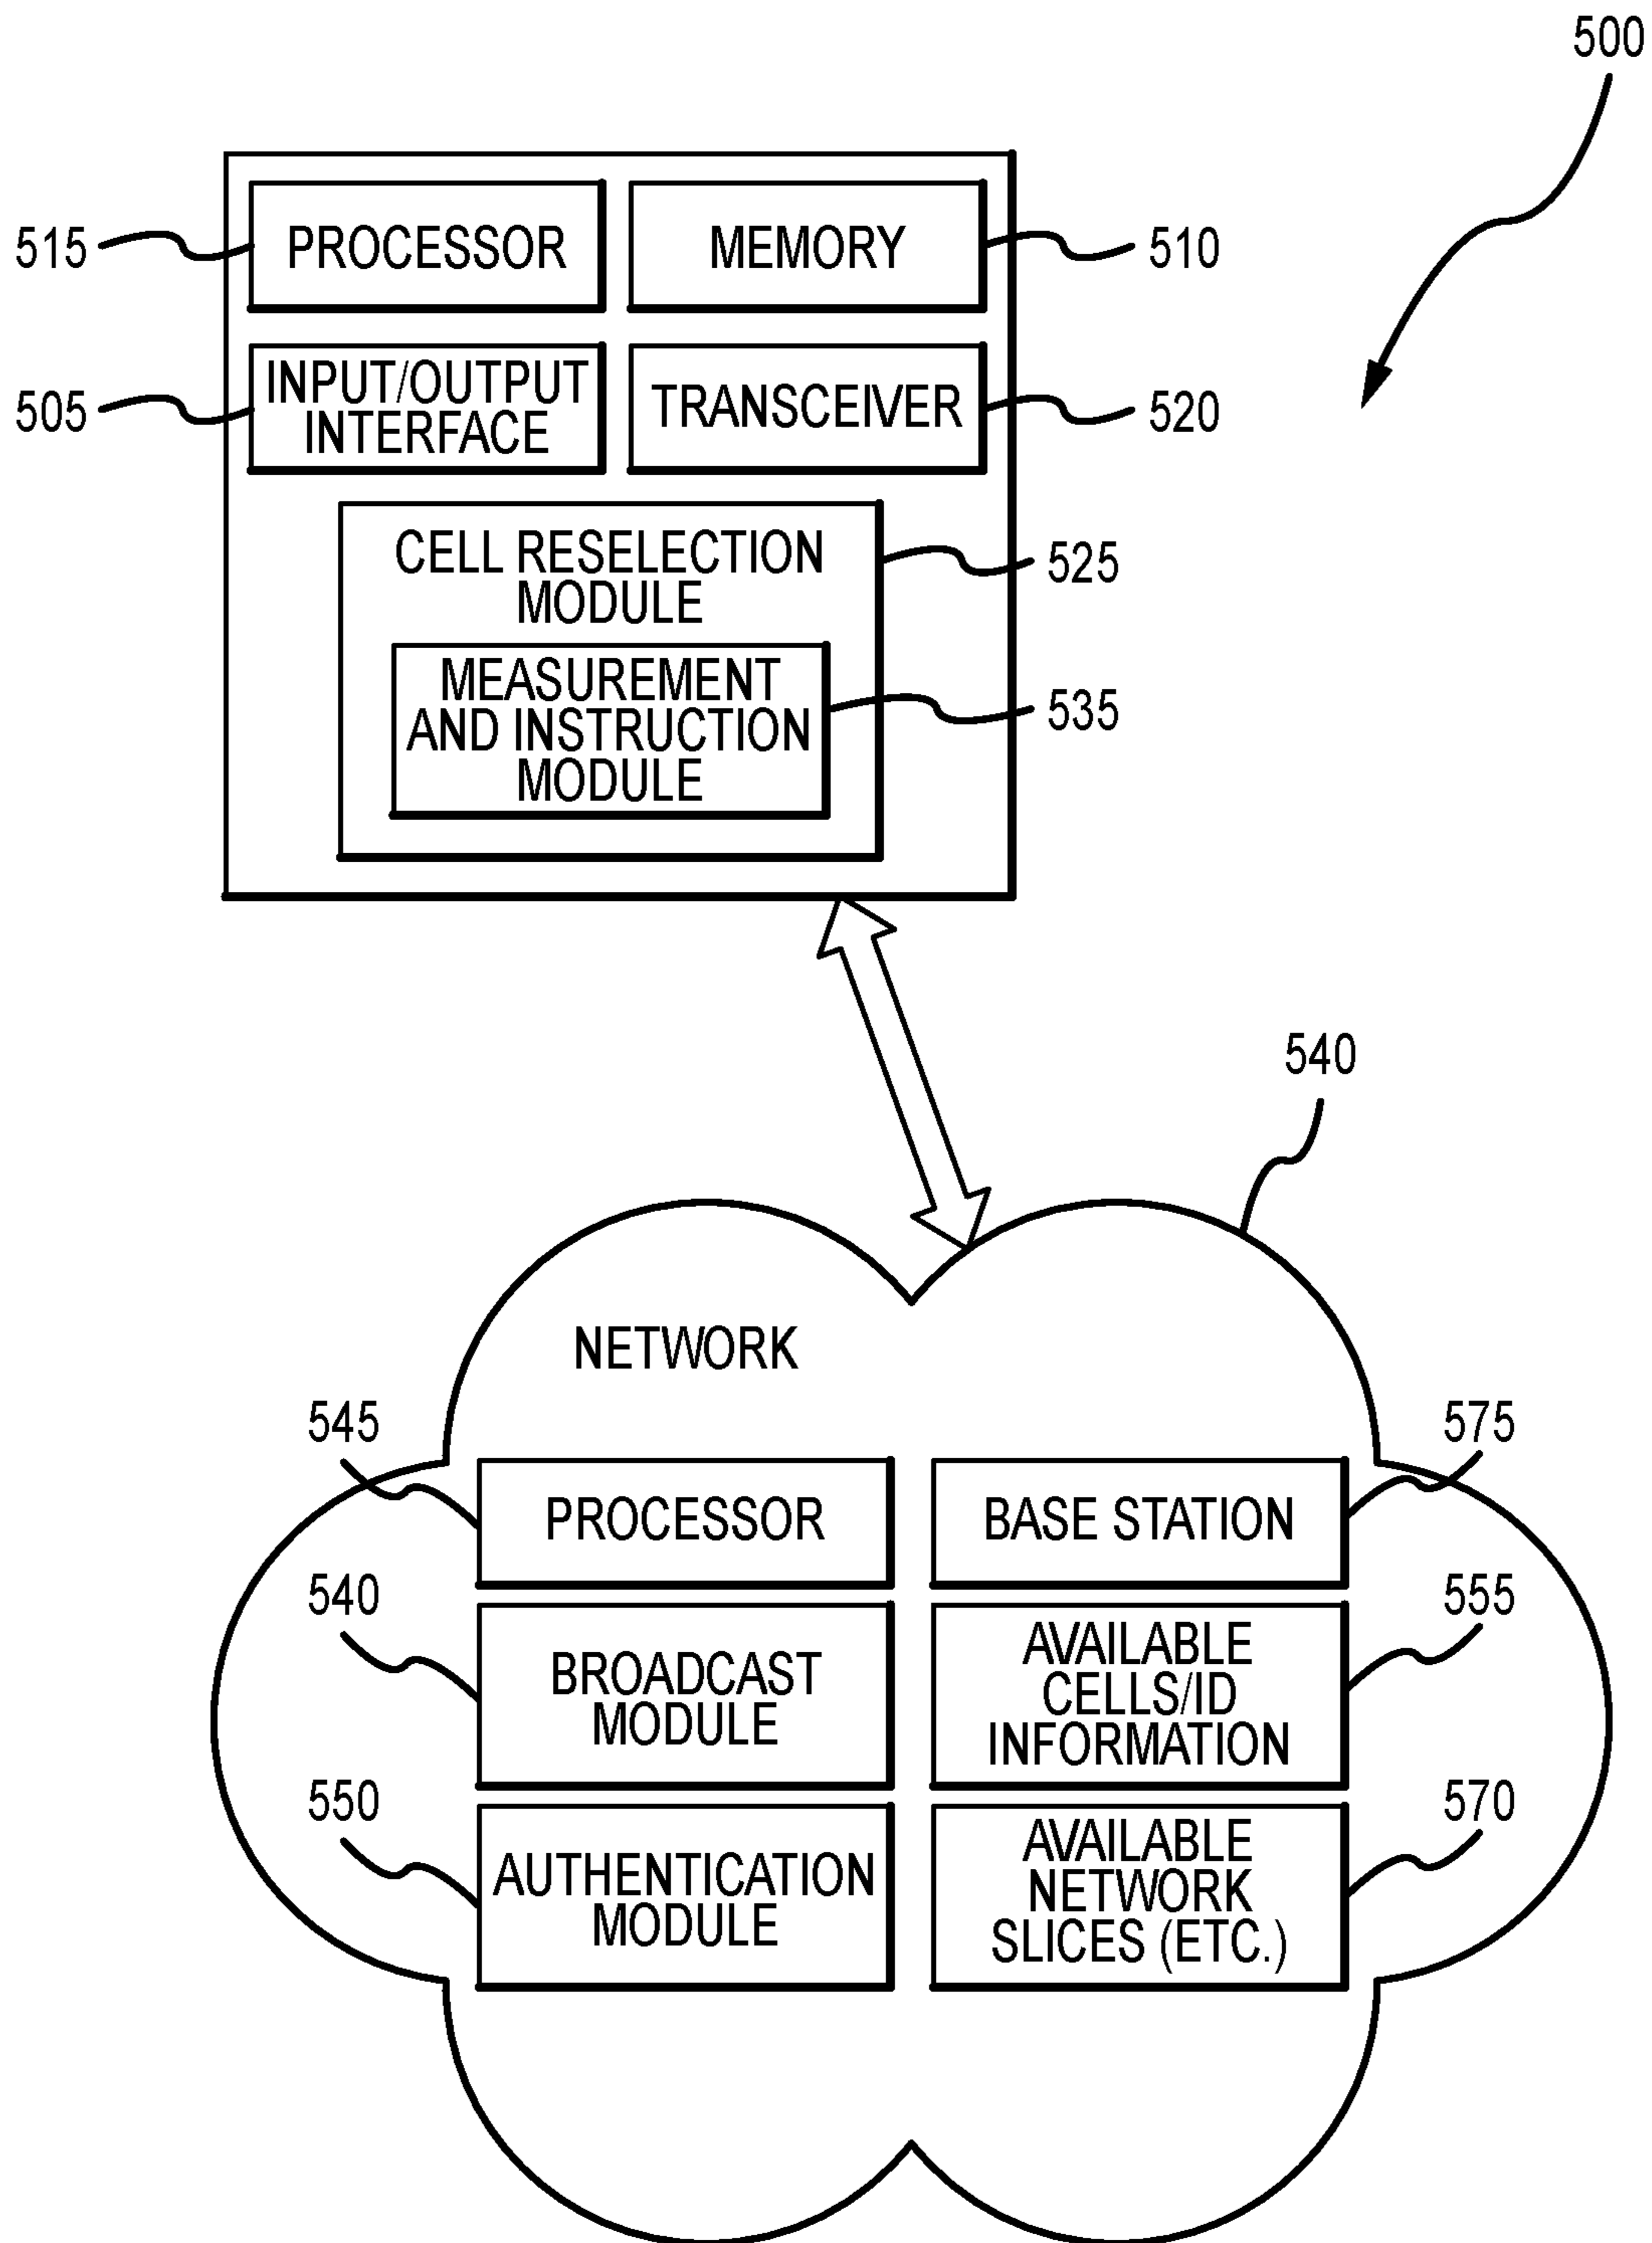 500
515
PROCESSOR
MEMORY
510
505
INPUT/OUTPUT
INTERFACE
TRANSCEIVER
520
CELL RESELECTION
MODULE
525
MEASUREMENT
AND INSTRUCTION
MODULE
535
540
NETWORK
545
PROCESSOR
BASE STATION
575
540
BROADCAST
MODULE
AVAILABLE
CELLS/ID
INFORMATION
555
550
AUTHENTICATION
MODULE
AVAILABLE
NETWORK
SLICES (ETC.)
570